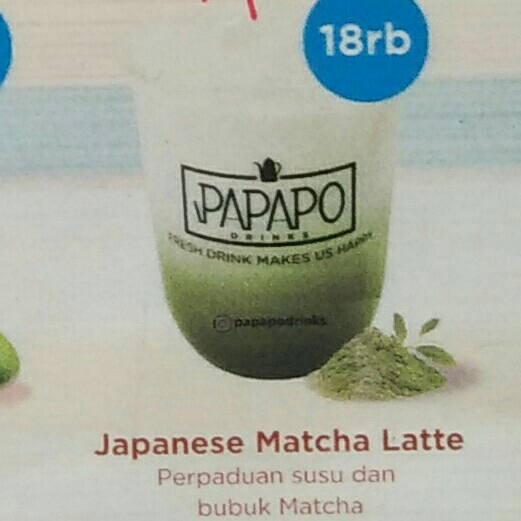 18rb
PAPAPO
DRINKS
FRESH DRINK MAKES US HAPPY
papapodrinks
Japanese Matcha Latte
Perpaduan susu dan
bubuk Matcha